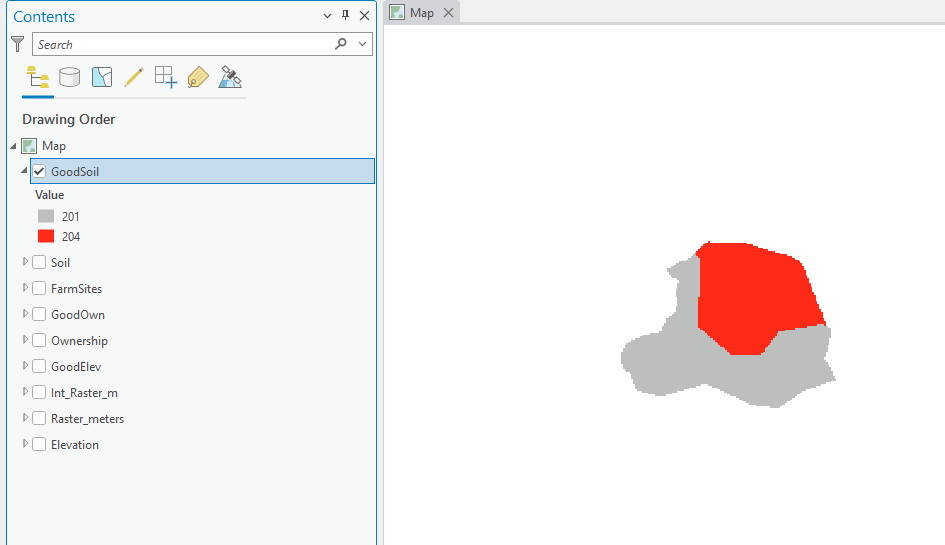 Contents
Map
Search
Drawing Order
Map
GoodSoil
Value
201
204
Soil
FarmSites
GoodOwn
Ownership
GoodElev
Int_Raster_m
Raster_meters
Elevation